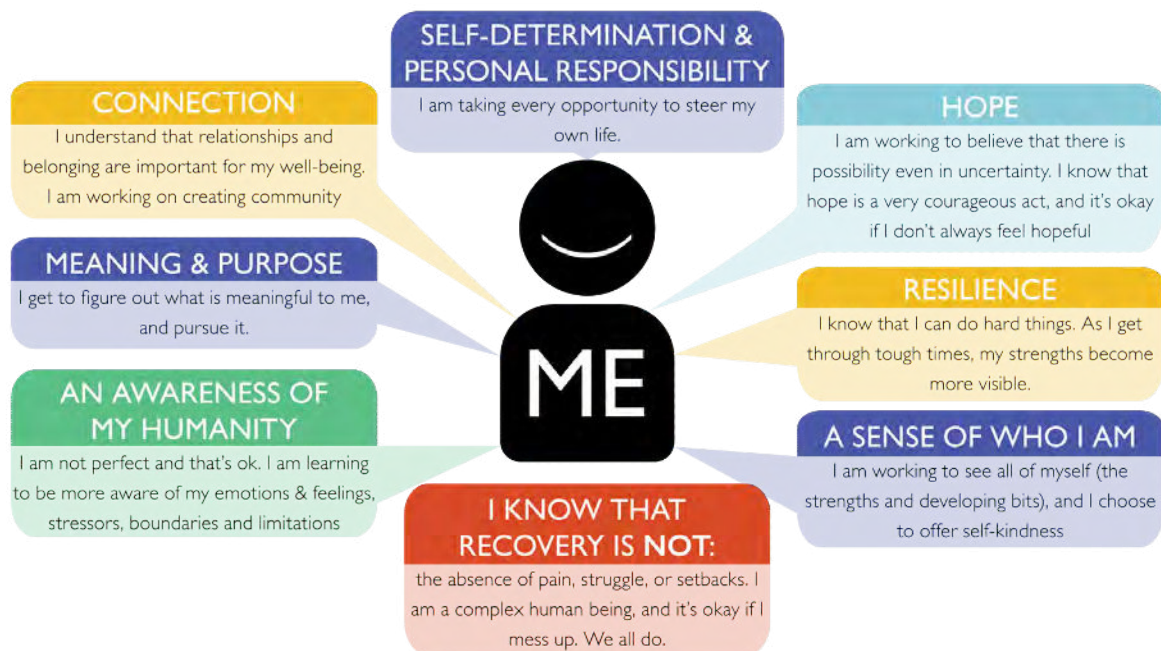 SELF-DETERMINATION &
PERSONAL RESPONSIBILITY
I am taking every opportunity to steer my
own life.
CONNECTION
I understand that relationships and
belonging are important for my well-being.
I am working on creating community
HOPE
I am working to believe that there is
possibility even in uncertainty. I know that
hope is a very courageous act, and it's okay
if I don't always feel hopeful
MEANING & PURPOSE
I get to figure out what is meaningful to me,
and pursue it.
RESILIENCE
I know that I can do hard things. As I get
through tough times, my strengths become
more visible.
ME
AN AWARENESS OF
MY HUMANITY
I am not perfect and that's ok. I am learning
to be more aware of my emotions & feelings,
stressors, boundaries and limitations
A SENSE OF WHO I AM
I am working to see all of myself (the
strengths and developing bits), and I choose
to offer self-kindness
I KNOW THAT
RECOVERY IS NOT:
the absence of pain, struggle, or setbacks. I
am a complex human being, and it's okay if I
mess up. We all do.